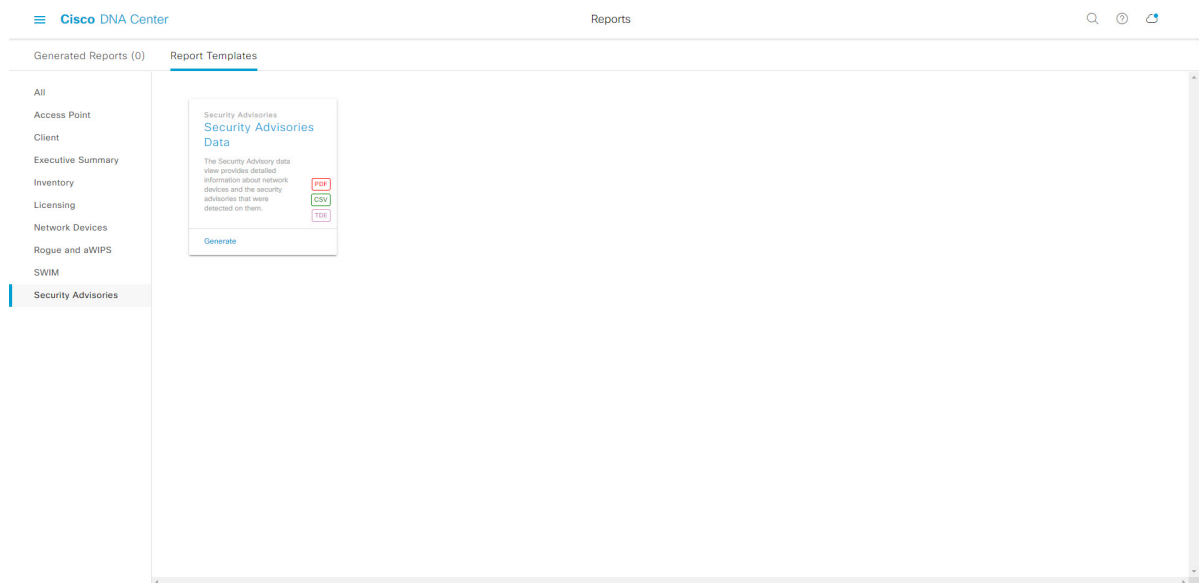 Cisco DNA Center
Reports
Generated Reports (0)
Report Templates
All
Access Point
Client
Executive Summary
Inventory
Licensing
Network Devices
Rogue and aWIPS
SWIM
Security Advisories
Security Advisories
Security Advisories
Data
The Security Advisory data
view provides detailed
information about network
devices and the security
advisories that were
detected on them.
PDF
CSV
TDE
Generate